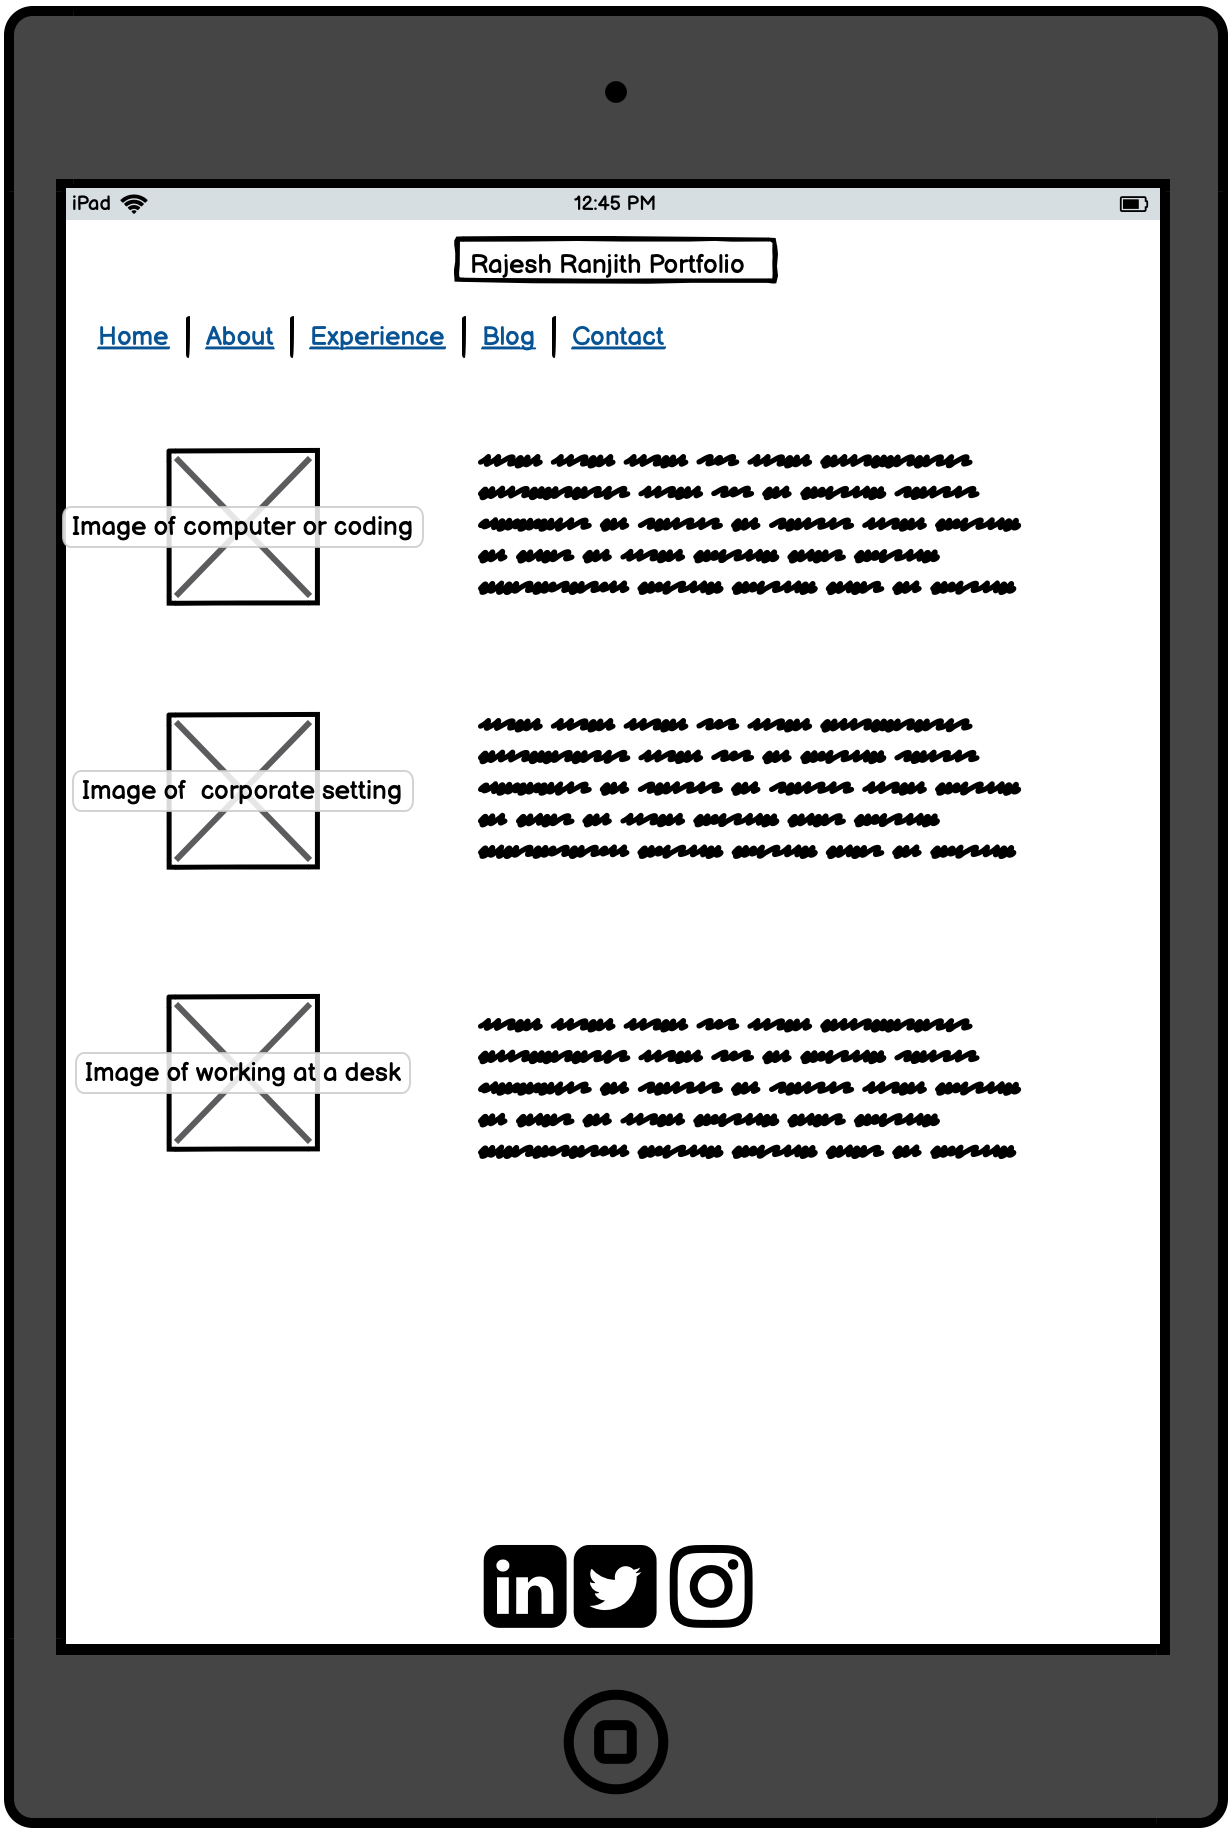 iPad 12:45 PM
Rajesh Ranjith Portfolio
Home About Experience Blog Contact
Image of computer or coding
Image of corporate setting
Image of working at a desk
in